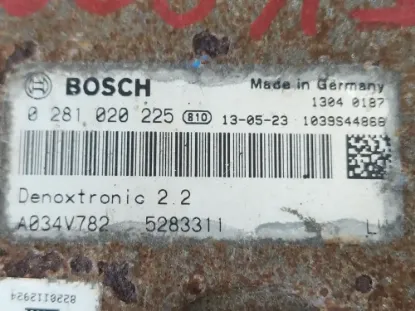 BOSCH
Made in Germany
1304 0187
0 281 020 225 810 13-05-23 1039S44868
Denoxtronic 2.2
A034V782 5283311
8220112924